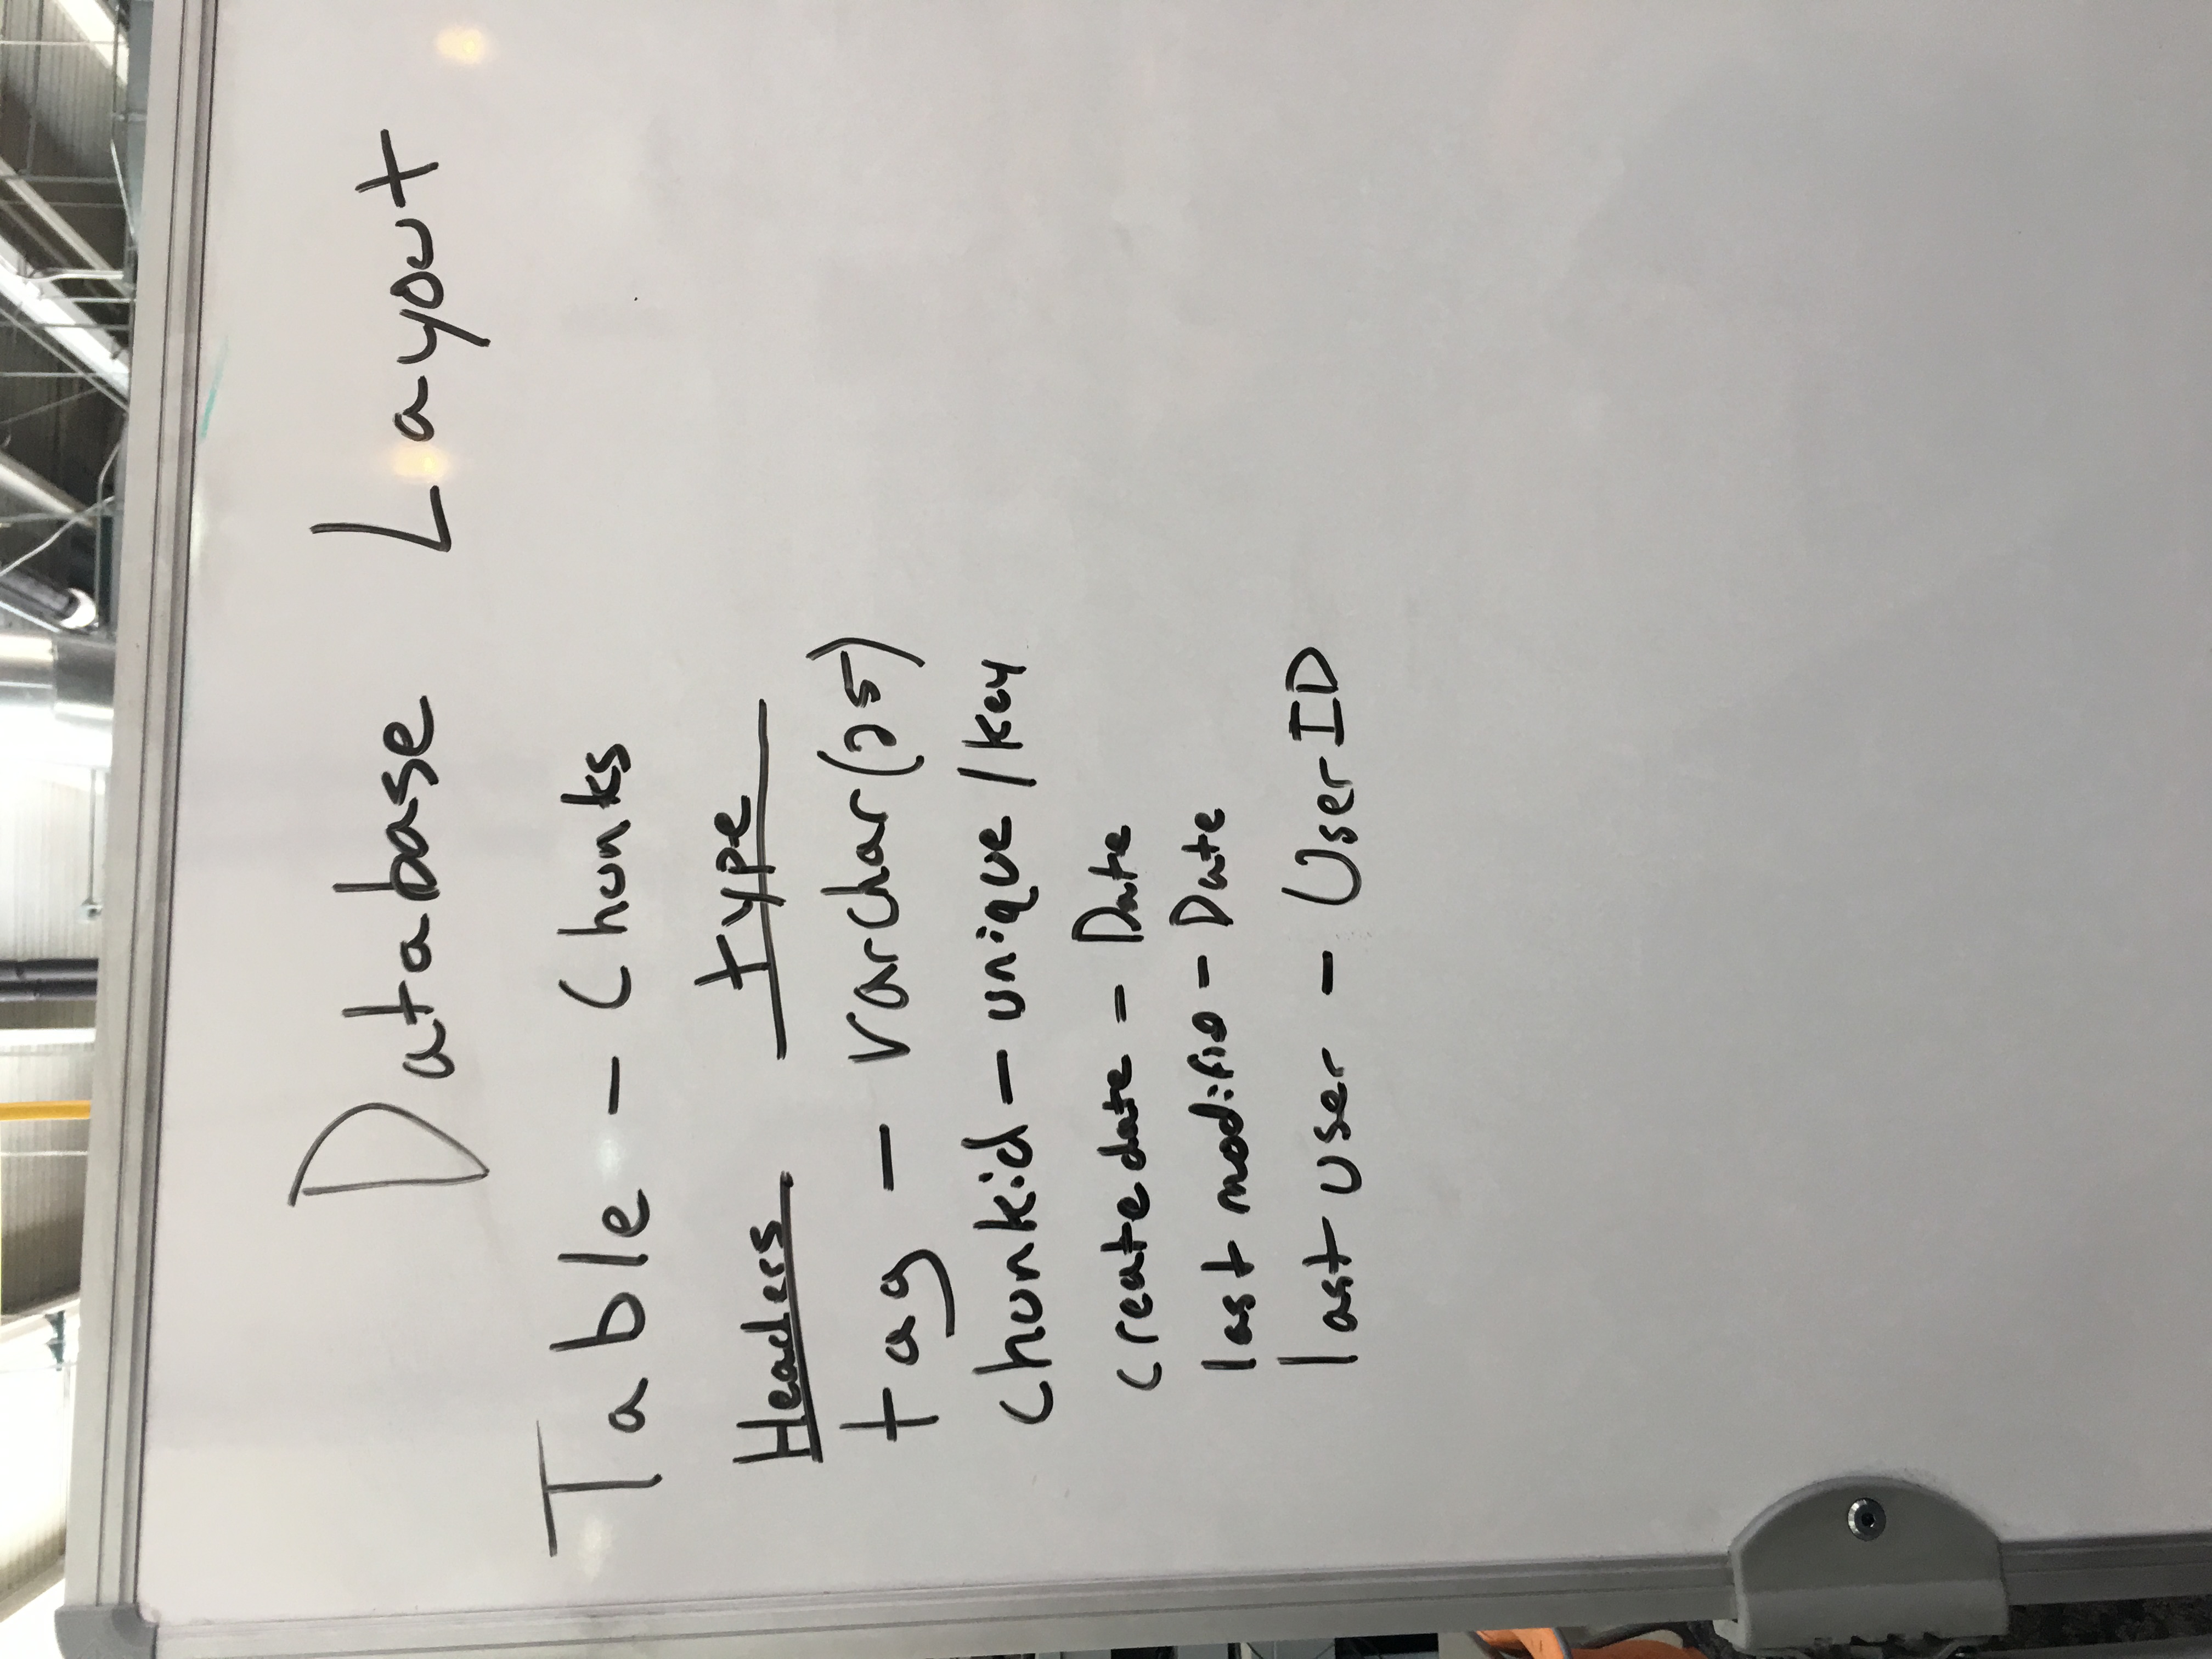 Database Layout
Table - Chunks
Headers type
tag - varchar(25)
chunkid - unique / key
createdate - Date
last modifie - Date
last user - UserID